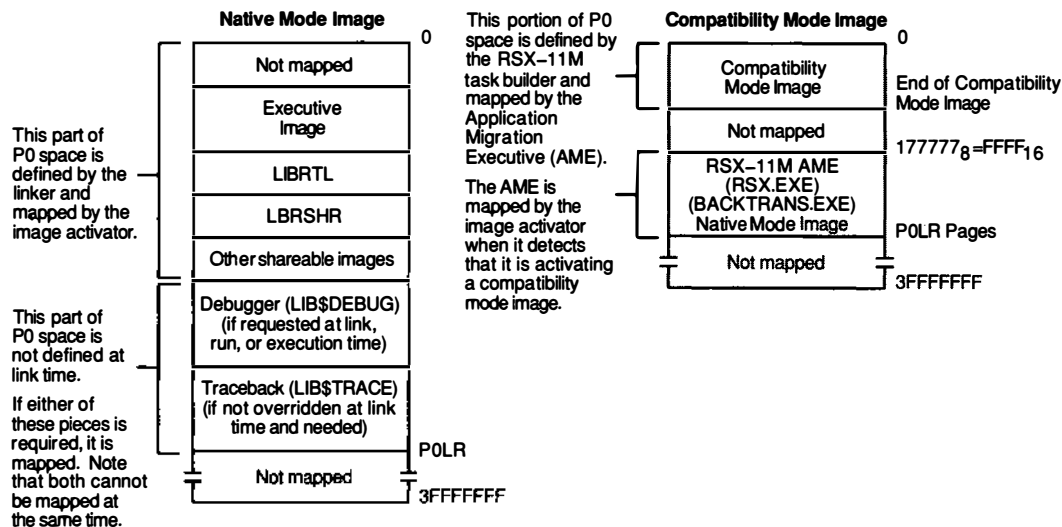 Native Mode Image
0
Not mapped
Executive
Image
LIBRTL
LBRSHR
Other shareable images
Debugger (LIB$DEBUG)
(if requested at link,
run, or execution time)
Traceback (LIB$TRACE)
(if not overridden at link
time and needed)
P0LR
Not mapped
3FFFFFFF
This part of
P0 space is
defined by the
linker and
mapped by the
image activator.
This part of
P0 space is
not defined at
link time.
If either of
these pieces is
required, it is
mapped. Note
that both cannot
be mapped at
the same time.
This portion of P0
space is defined by
the RSX–11M
task builder and
mapped by the
Application
Migration
Executive (AME).
The AME is
mapped by the
image activator
when it detects
that it is activating
a compatibility
mode image.
Compatibility Mode Image
0
Compatibility
Mode Image
End of Compatibility
Mode Image
Not mapped
177777₈=FFFF₁₆
RSX–11M AME
(RSX.EXE)
(BACKTRANS.EXE)
Native Mode Image
P0LR Pages
Not mapped
3FFFFFFF